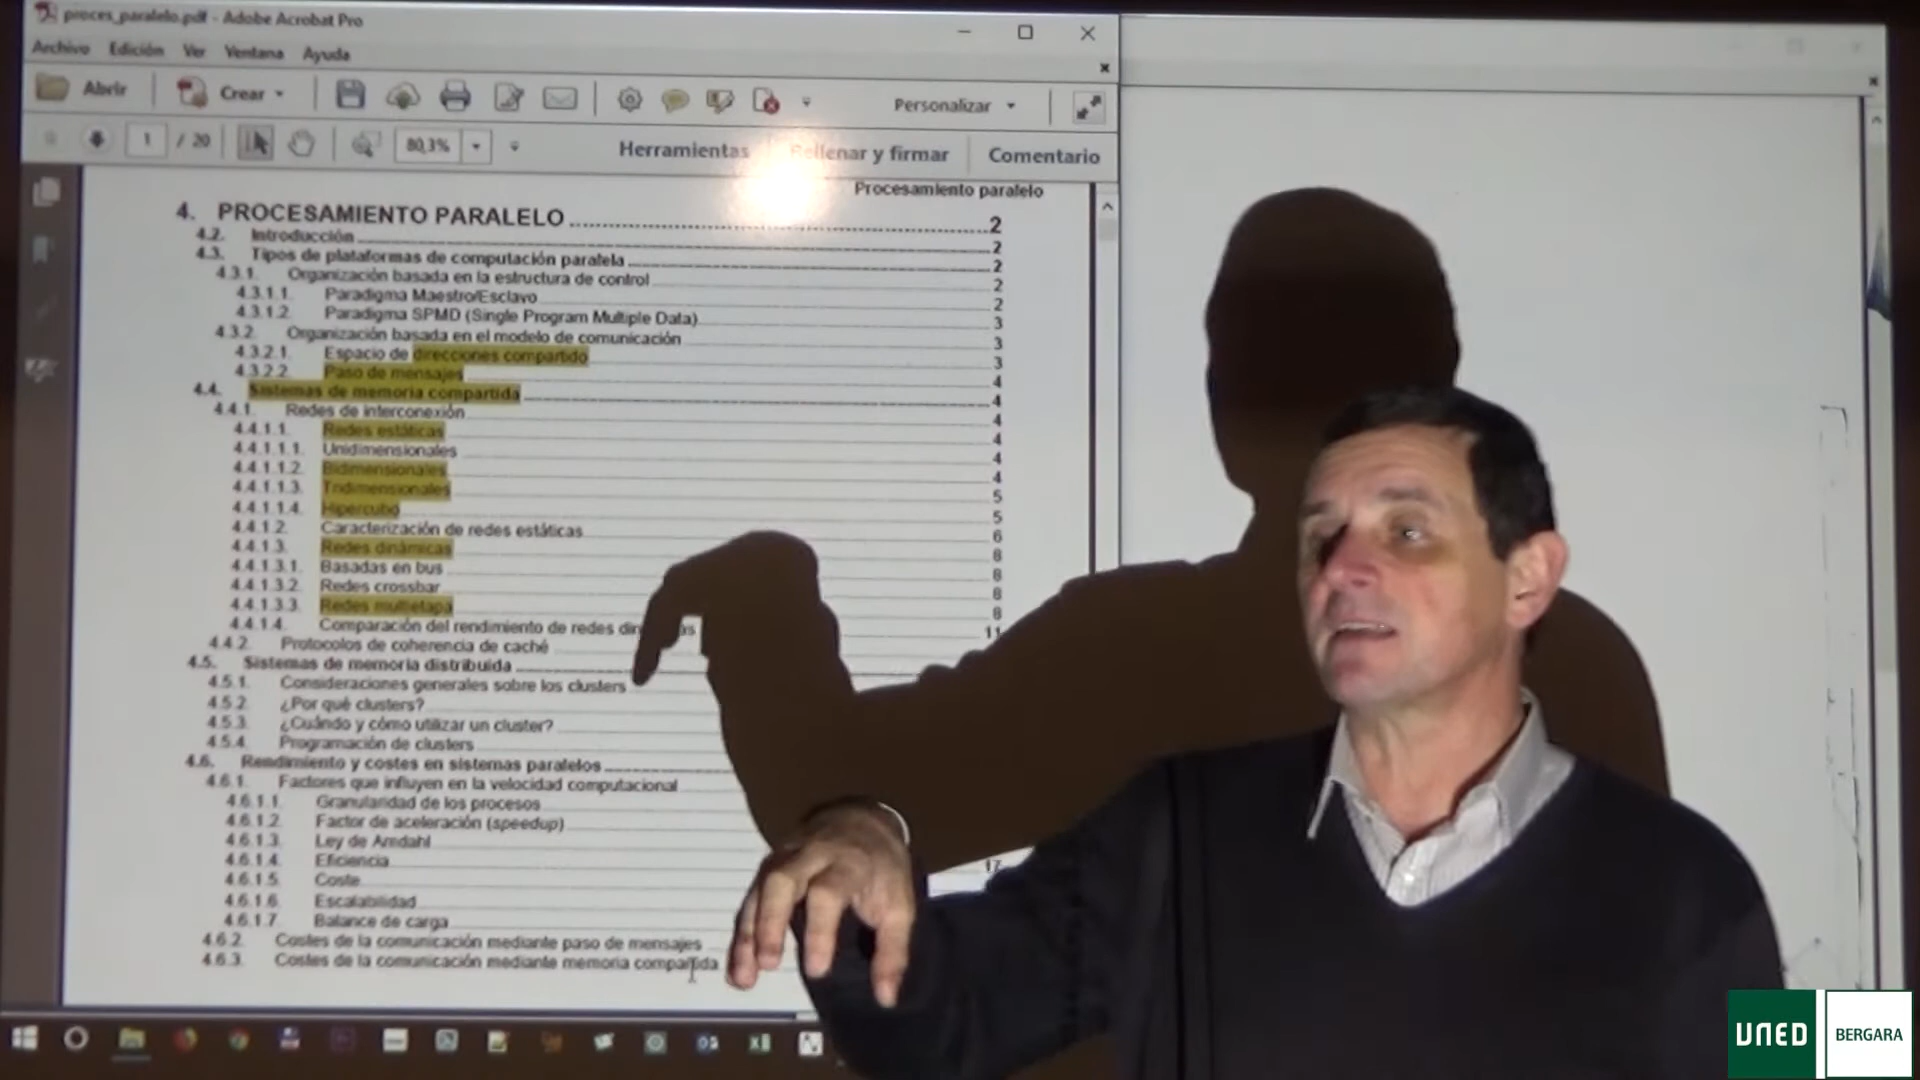 proces_paralelo.pdf - Adobe Acrobat Pro
Archivo Edición Ver Ventana Ayuda
Abrir Crear Personalizar
1 / 20 80,3% Herramientas Rellenar y firmar Comentario
Procesamiento paralelo
4. PROCESAMIENTO PARALELO 2
4.2. Introducción 2
4.3. Tipos de plataformas de computación paralela 2
4.3.1. Organización basada en la estructura de control 2
4.3.1.1. Paradigma Maestro/Esclavo 2
4.3.1.2. Paradigma SPMD (Single Program Multiple Data) 3
4.3.2. Organización basada en el modelo de comunicación 3
4.3.2.1. Espacio de direcciones compartido 3
4.3.2.2. Paso de mensajes 4
4.4. Sistemas de memoria compartida 4
4.4.1. Redes de interconexión 4
4.4.1.1. Redes estáticas 4
4.4.1.1.1. Unidimensionales 4
4.4.1.1.2. Bidimensionales 4
4.4.1.1.3. Tridimensionales 5
4.4.1.1.4. Hipercubo 5
4.4.1.2. Caracterización de redes estáticas 6
4.4.1.3. Redes dinámicas 8
4.4.1.3.1. Basadas en bus 8
4.4.1.3.2. Redes crossbar 8
4.4.1.3.3. Redes multietapa 8
4.4.1.4. Comparación del rendimiento de redes din as 11
4.4.2. Protocolos de coherencia de caché
4.5. Sistemas de memoria distribuida
4.5.1. Consideraciones generales sobre los clusters
4.5.2. ¿Por qué clusters?
4.5.3. ¿Cuándo y cómo utilizar un cluster?
4.5.4. Programación de clusters
4.6. Rendimiento y costes en sistemas paralelos
4.6.1. Factores que influyen en la velocidad computacional
4.6.1.1. Granularidad de los procesos
4.6.1.2. Factor de aceleración (speedup)
4.6.1.3. Ley de Amdahl
4.6.1.4. Eficiencia 17
4.6.1.5. Coste
4.6.1.6. Escalabilidad
4.6.1.7. Balance de carga
4.6.2. Costes de la comunicación mediante paso de mensajes
4.6.3. Costes de la comunicación mediante memoria compartida
UNED BERGARA